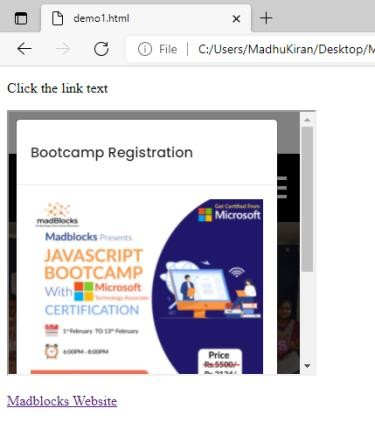 demo1.html
File | C:/Users/MadhuKiran/Desktop/M
Click the link text
Bootcamp Registration
madBlocks
Get Certified From
Microsoft
Madblocks Presents
JAVASCRIPT
BOOTCAMP
With Microsoft
Technology Associate
CERTIFICATION
1st February TO 13th February
6:00PM - 8:00PM
Price
Rs.5500/-
Madblocks Website